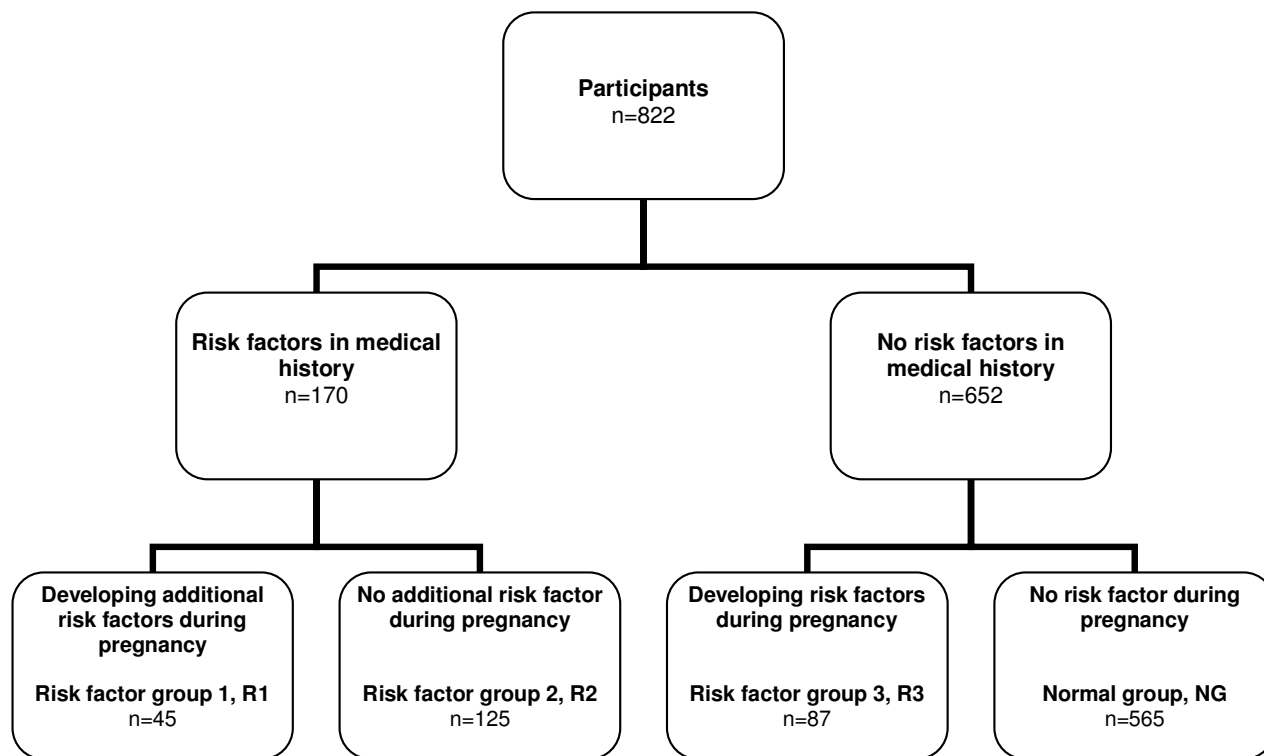 Participants
n=822
Risk factors in medical
history
n=170
No risk factors in
medical history
n=652
Developing additional
risk factors during
pregnancy
Risk factor group 1, R1
n=45
No additional risk factor
during pregnancy
Risk factor group 2, R2
n=125
Developing risk factors
during pregnancy
Risk factor group 3, R3
n=87
No risk factor during
pregnancy
Normal group, NG
n=565